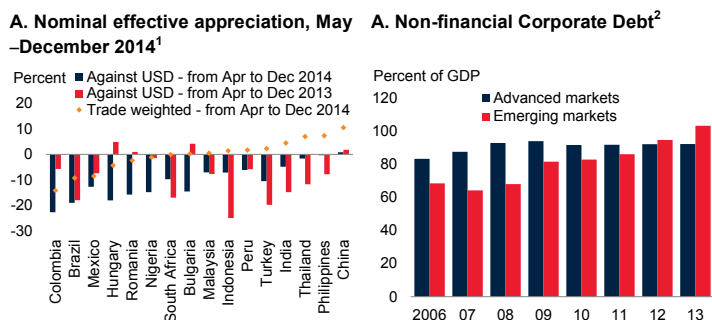 A. Nominal effective appreciation, May
–December 2014¹
Percent
Against USD - from Apr to Dec 2014
Against USD - from Apr to Dec 2013
Trade weighted - from Apr to Dec 2014
20
10
0
-10
-20
-30
Colombia
Brazil
Mexico
Hungary
Romania
Nigeria
South Africa
Bulgaria
Malaysia
Indonesia
Peru
Turkey
India
Thailand
Philippines
China
A. Non-financial Corporate Debt²
Percent of GDP
Advanced markets
Emerging markets
120
100
80
60
40
20
0
2006 07 08 09 10 11 12 13